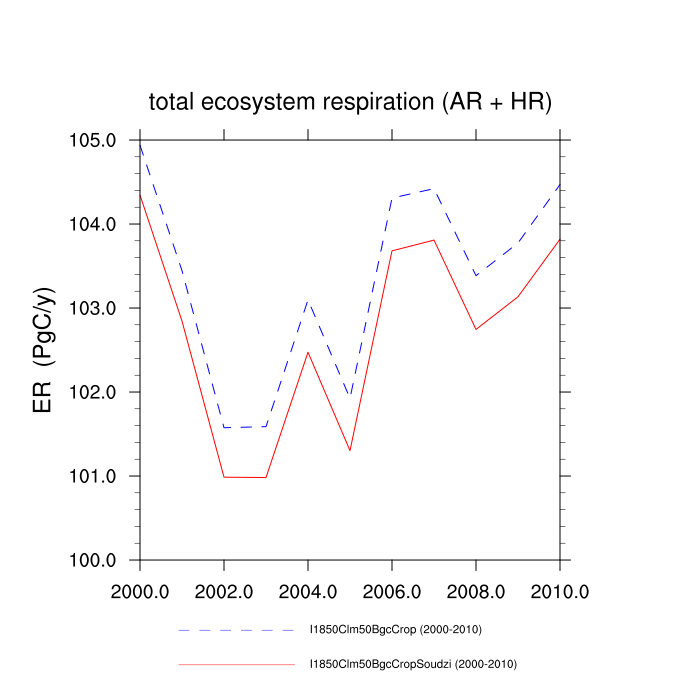 total ecosystem respiration (AR + HR)
105.0
104.0
103.0
102.0
101.0
100.0
ER (PgC/y)
2000.0 2002.0 2004.0 2006.0 2008.0 2010.0
I1850Clm50BgcCrop (2000-2010)
I1850Clm50BgcCropSoudzi (2000-2010)